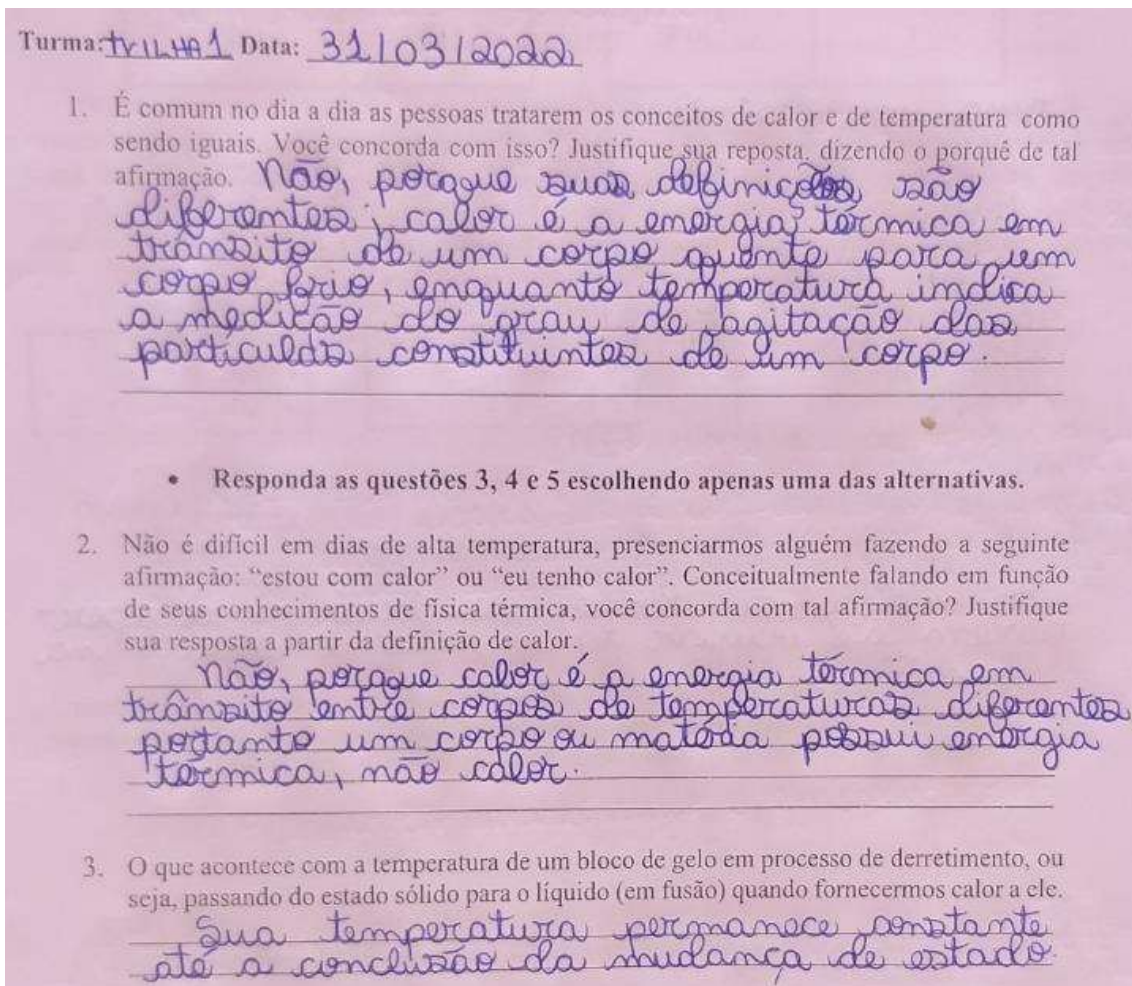 Turma: TRILHA 1 Data: 31/03/2022
1. É comum no dia a dia as pessoas tratarem os conceitos de calor e de temperatura como
sendo iguais. Você concorda com isso? Justifique sua reposta, dizendo o porquê de tal
afirmação. Não, porque suas definições são
diferentes; calor é a energia térmica em
trânsito de um corpo quente para um
corpo frio, enquanto temperatura indica
a medição do grau de agitação das
partículas constituintes de um corpo.
• Responda as questões 3, 4 e 5 escolhendo apenas uma das alternativas.
2. Não é difícil em dias de alta temperatura, presenciarmos alguém fazendo a seguinte
afirmação: “estou com calor” ou “eu tenho calor”. Conceitualmente falando em função
de seus conhecimentos de física térmica, você concorda com tal afirmação? Justifique
sua resposta a partir da definição de calor.
Não, porque calor é a energia térmica em
trânsito entre corpos de temperaturas diferentes
portanto um corpo ou matéria possui energia
térmica, não calor.
3. O que acontece com a temperatura de um bloco de gelo em processo de derretimento, ou
seja, passando do estado sólido para o líquido (em fusão) quando fornecermos calor a ele.
Sua temperatura permanece constante
até a conclusão da mudança de estado.